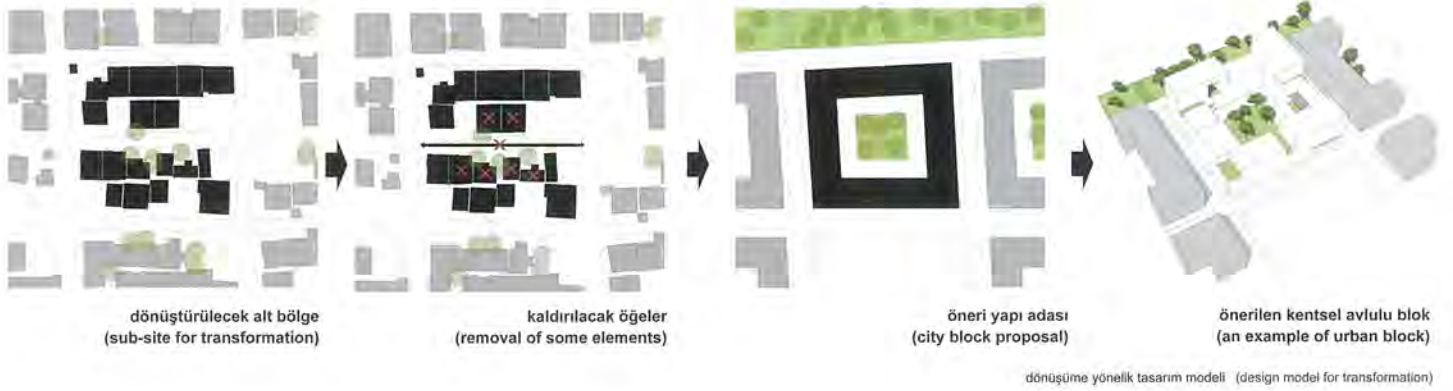 dönüştürülecek alt bölge
(sub-site for transformation)
kaldırılacak öğeler
(removal of some elements)
öneri yapı adası
(city block proposal)
önerilen kentsel avlulu blok
(an example of urban block)
dönüşüme yönelik tasarım modeli (design model for transformation)